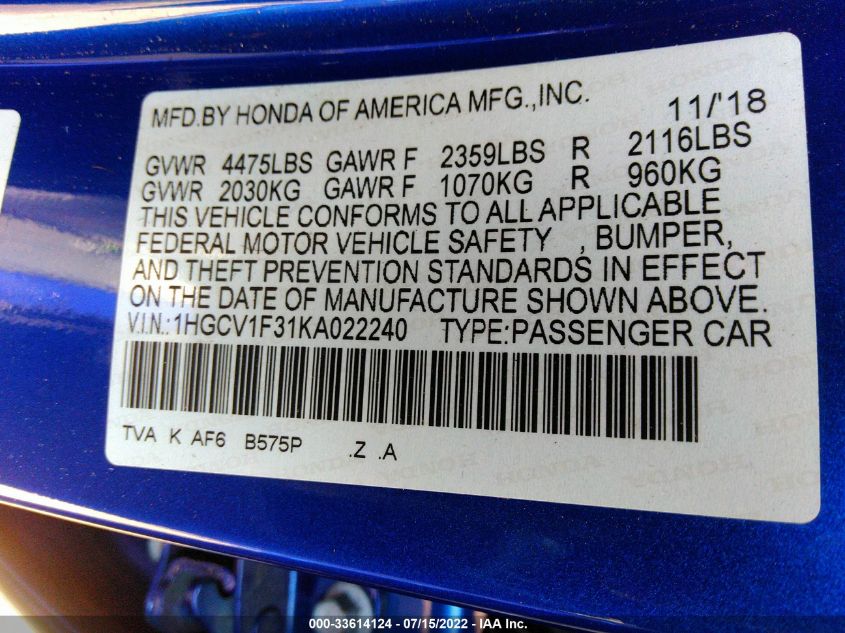 MFD.BY HONDA OF AMERICA MFG.,INC. 11/'18
GVWR 4475LBS GAWR F 2359LBS R 2116LBS
GVWR 2030KG GAWR F 1070KG R 960KG
THIS VEHICLE CONFORMS TO ALL APPLICABLE
FEDERAL MOTOR VEHICLE SAFETY , BUMPER,
AND THEFT PREVENTION STANDARDS IN EFFECT
ON THE DATE OF MANUFACTURE SHOWN ABOVE.
V.I.N.:1HGCV1F31KA022240 TYPE:PASSENGER CAR
TVA K AF6 B575P .Z .A
000-33614124 - 07/15/2022 - IAA Inc.